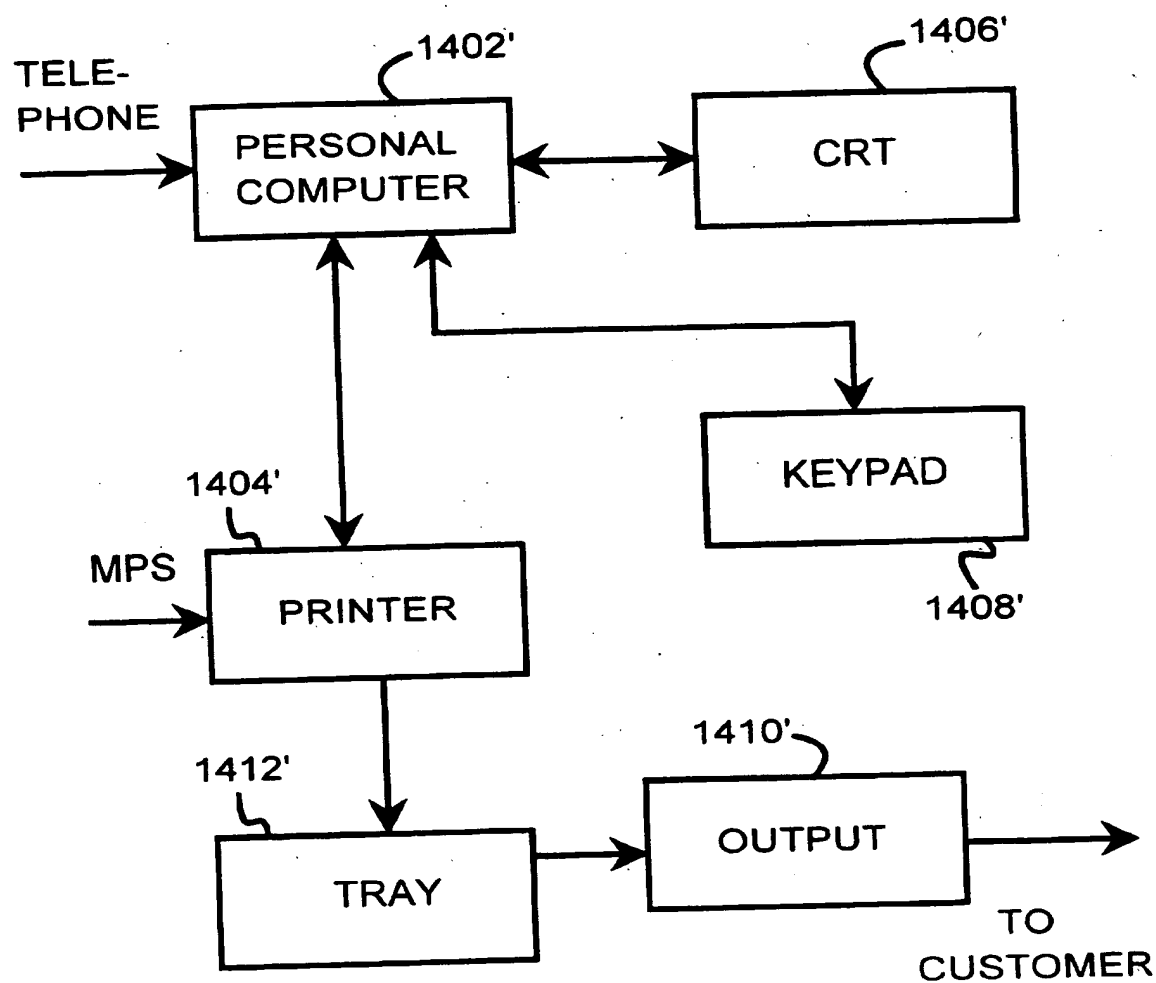 1402'
1406'
TELE-
PHONE
PERSONAL
COMPUTER
CRT
KEYPAD
1404'
MPS
PRINTER
1408'
1410'
1412'
OUTPUT
TRAY
TO
CUSTOMER